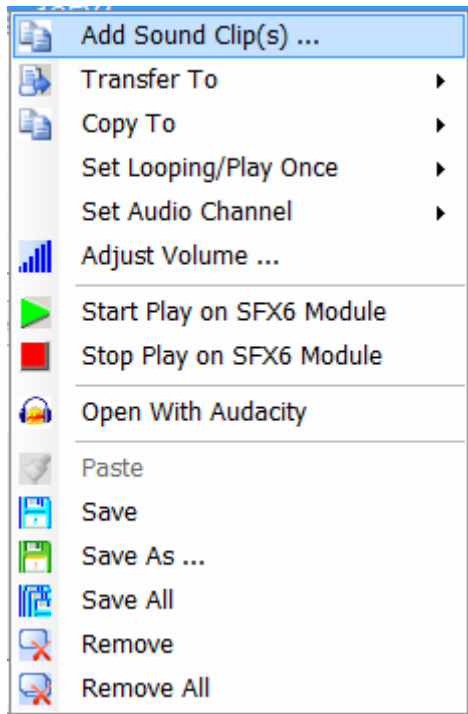 Add Sound Clip(s) ...
Transfer To
Copy To
Set Looping/Play Once
Set Audio Channel
Adjust Volume ...
Start Play on SFX6 Module
Stop Play on SFX6 Module
Open With Audacity
Paste
Save
Save As ...
Save All
Remove
Remove All